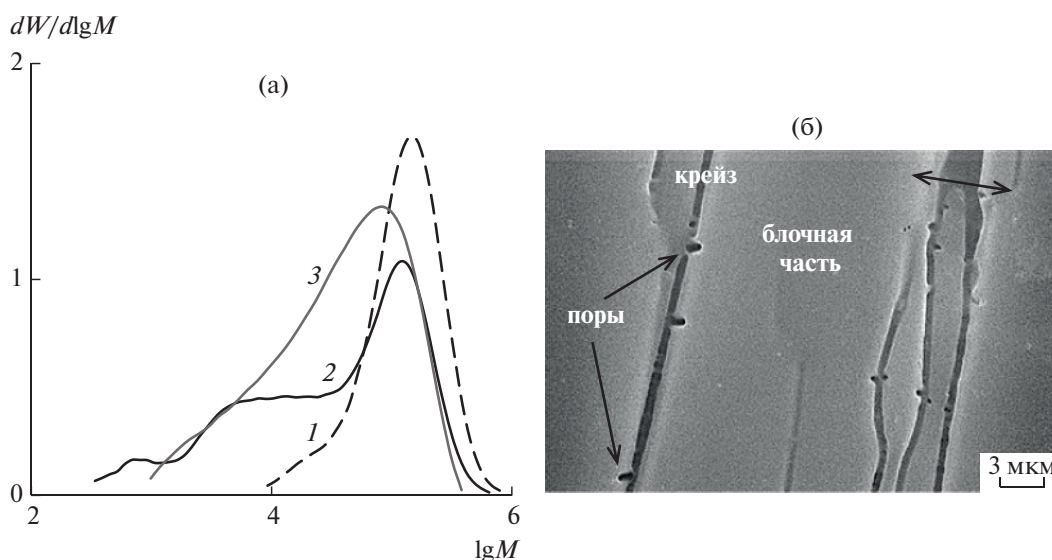 dW/dlgM
2
(а)
3
1
2
1
0
2
4
6
lgM
(б)
крейз
блочная
часть
поры
3 мкм